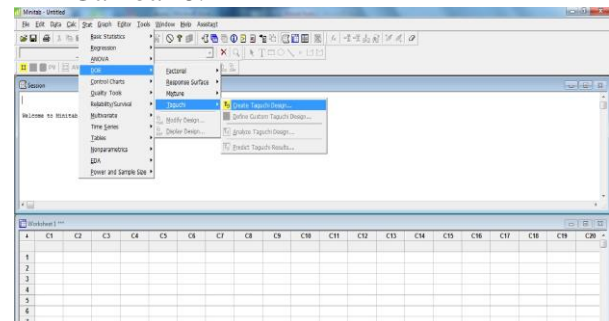 Minitab - Untitled
File Edit Data Calc Stat Graph Editor Tools Window Help Assistant
Basic Statistics
Regression
ANOVA
DOE
Control Charts
Quality Tools
Reliability/Survival
Multivariate
Time Series
Tables
Nonparametrics
EDA
Power and Sample Size
Factorial
Response Surface
Mixture
Taguchi
Modify Design...
Display Design...
Create Taguchi Design...
Define Custom Taguchi Design...
Analyze Taguchi Design...
Predict Taguchi Results...
Session
Welcome to Minitab
Worksheet 1 ***
C1 C2 C3 C4 C5 C6 C7 C8 C9 C10 C11 C12 C13 C14 C15 C16 C17 C18 C19 C20
1
2
3
4
5
6